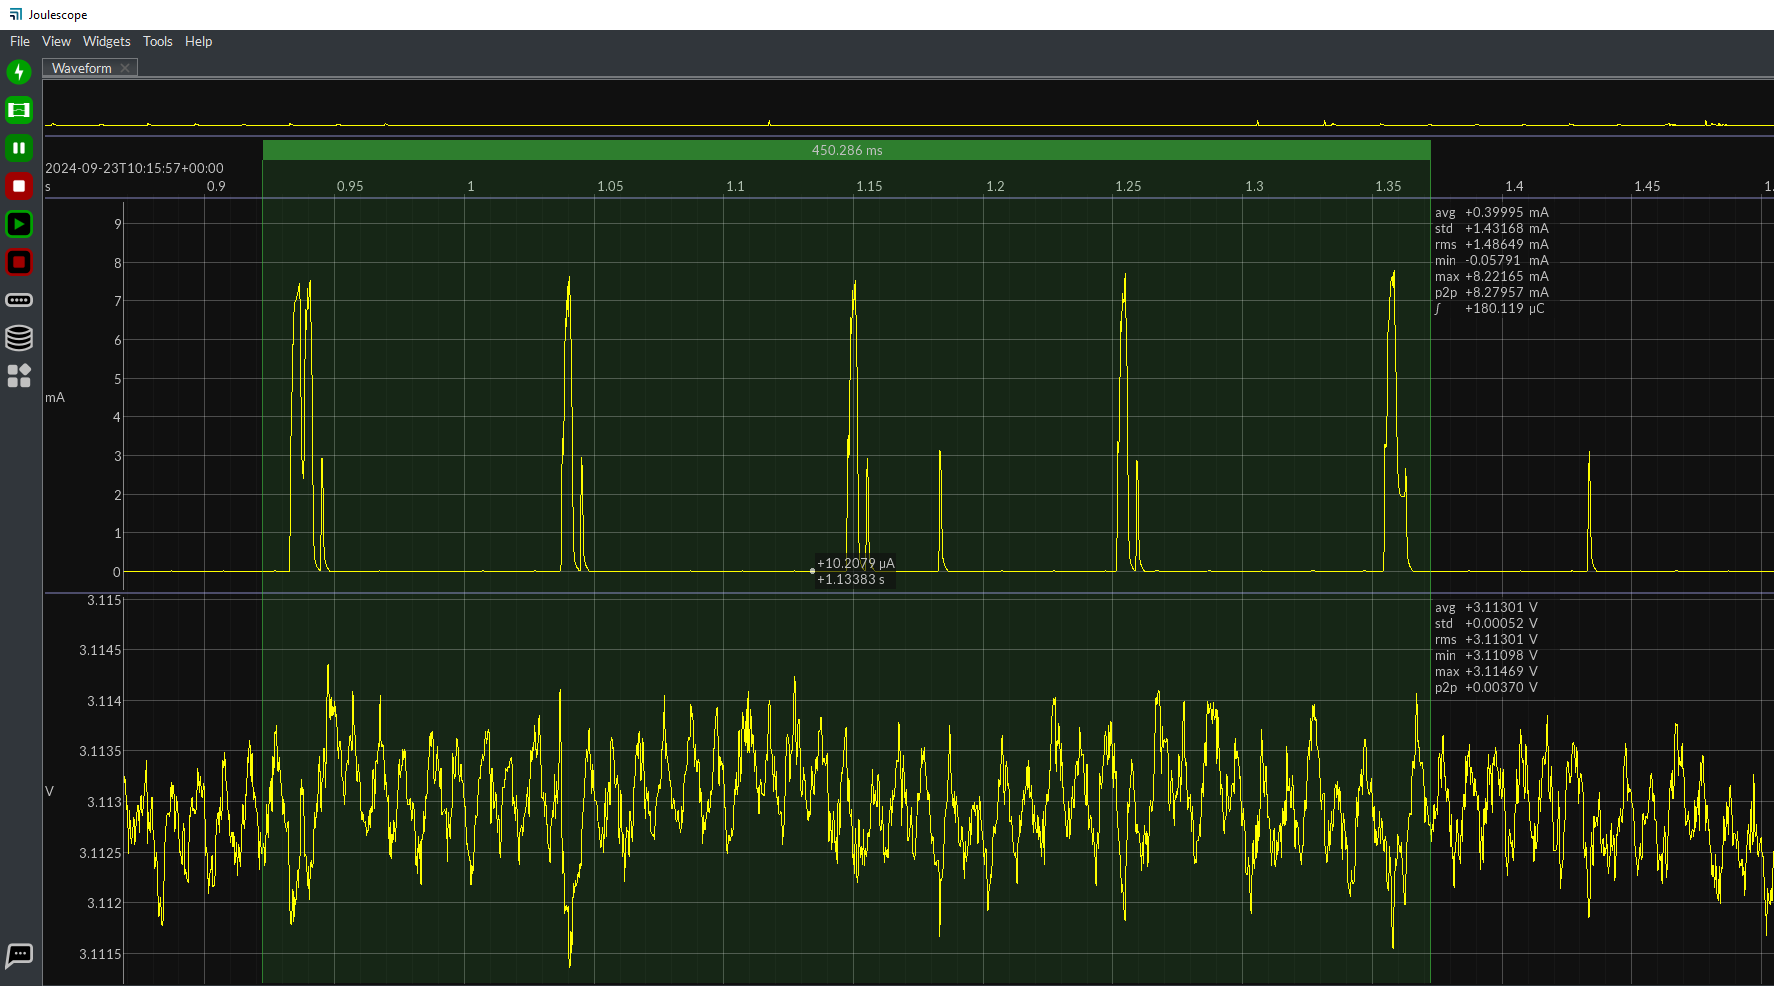 Joulescope
File View Widgets Tools Help
Waveform
450.286 ms
2024-09-23T10:15:57+00:00
s 0.9 0.95 1 1.05 1.1 1.15 1.2 1.25 1.3 1.35 1.4 1.45 1.
9
8
7
6
5
4
3
2
1
0
mA
avg +0.39995 mA
std +1.43168 mA
rms +1.48649 mA
min -0.05791 mA
max +8.22165 mA
p2p +8.27957 mA
∫ +180.119 µC
+10.2079 µA
+1.13383 s
3.115
3.1145
3.114
3.1135
3.113
3.1125
3.112
3.1115
V
avg +3.11301 V
std +0.00052 V
rms +3.11301 V
min +3.11098 V
max +3.11469 V
p2p +0.00370 V